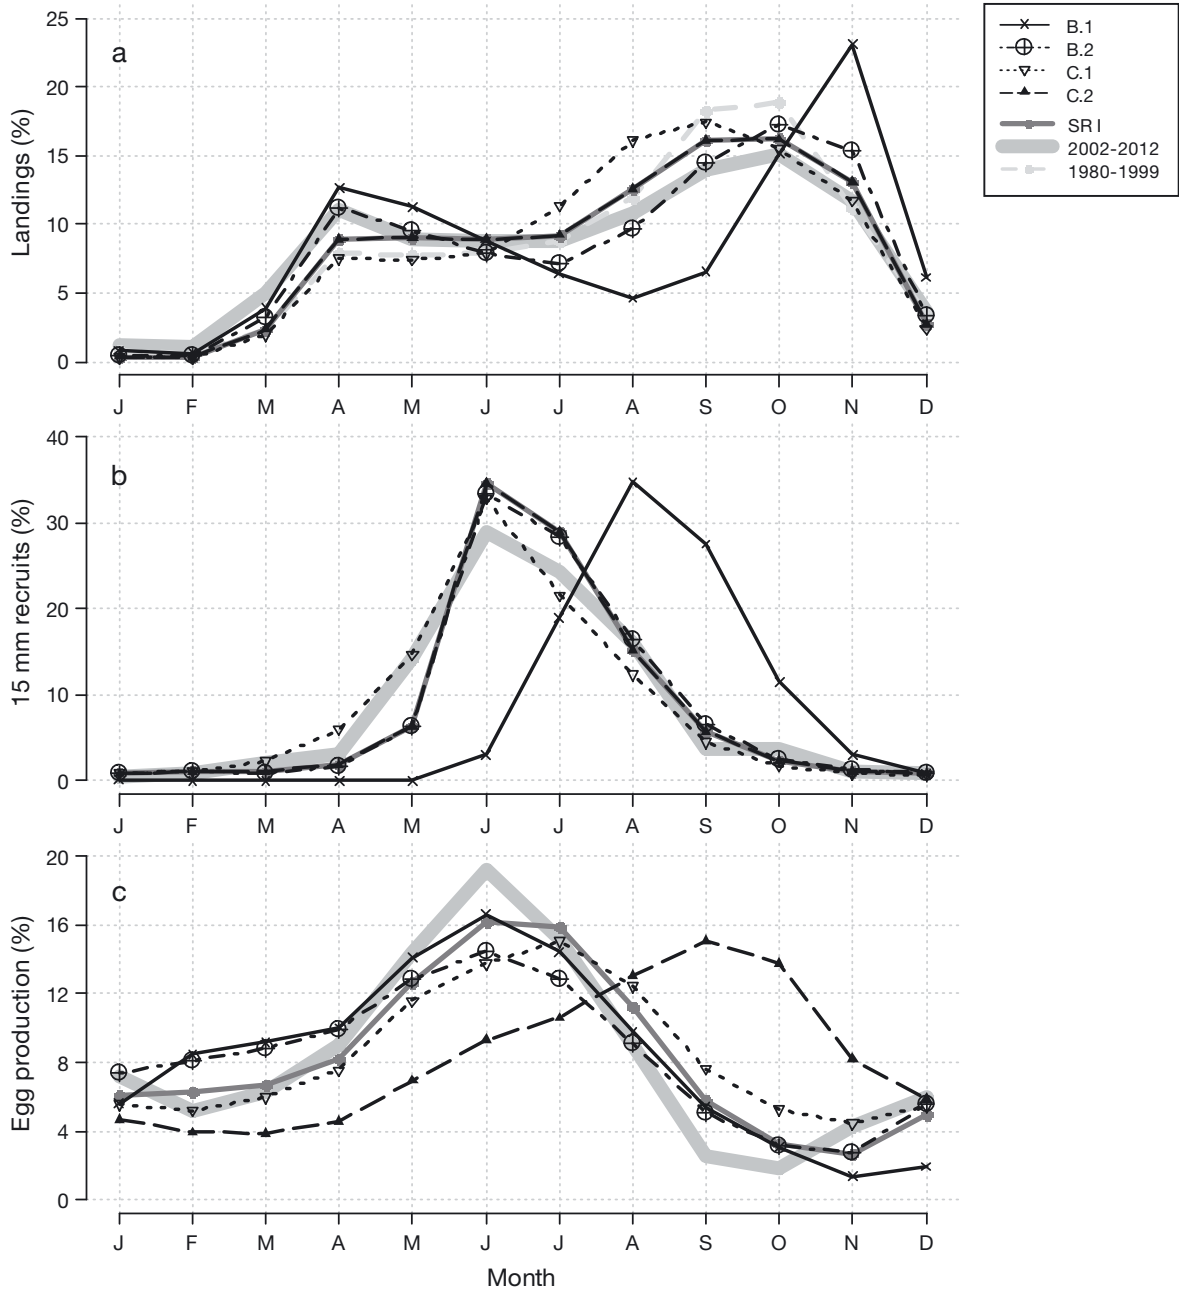 a
Landings (%)
25
20
15
10
5
0
J F M A M J J A S O N D
B.1
B.2
C.1
C.2
SR I
2002-2012
1980-1999
b
15 mm recruits (%)
40
30
20
10
0
J F M A M J J A S O N D
c
Egg production (%)
20
16
12
8
4
0
J F M A M J J A S O N D
Month